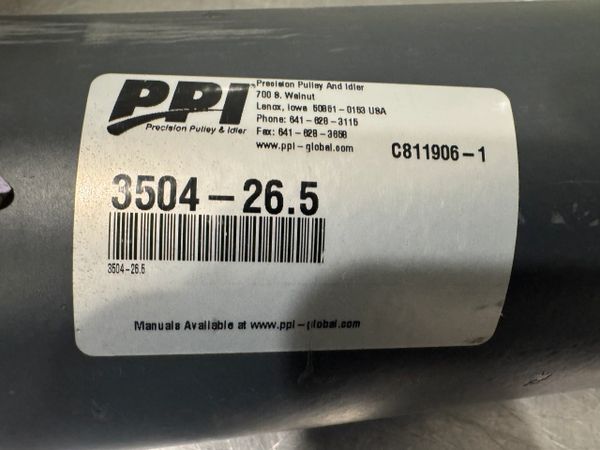 PPI
Precision Pulley & Idler
Precision Pulley And Idler
700 S. Walnut
Lenox, Iowa 50851-0153 USA
Phone: 641-628-3115
Fax: 641-628-3658
www.ppi-global.com
C811906-1
3504-26.5
3504-26.5
Manuals Available at www.ppi-global.com